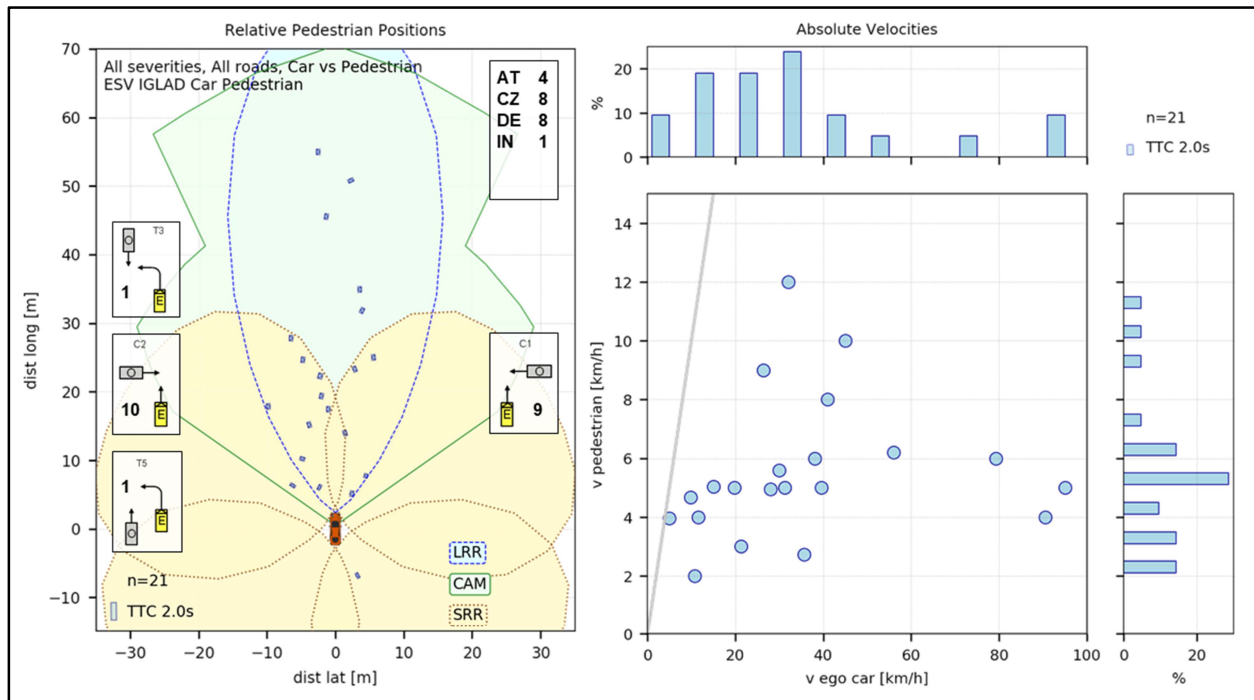 Relative Pedestrian Positions
All severities, All roads, Car vs Pedestrian
ESV IGLAD Car Pedestrian
AT 4
CZ 8
DE 8
IN 1
70
60
50
40
30
20
10
0
−10
dist long [m]
T3
O
1
E
C2
O
10
E
T5
1
E
O
C1
O
E
9
n=21
TTC 2.0s
LRR
CAM
SRR
−30 −20 −10 0 10 20 30
dist lat [m]
Absolute Velocities
20
10
0
%
n=21
TTC 2.0s
14
12
10
8
6
4
2
0
v pedestrian [km/h]
0 20 40 60 80 100
v ego car [km/h]
0 20
%